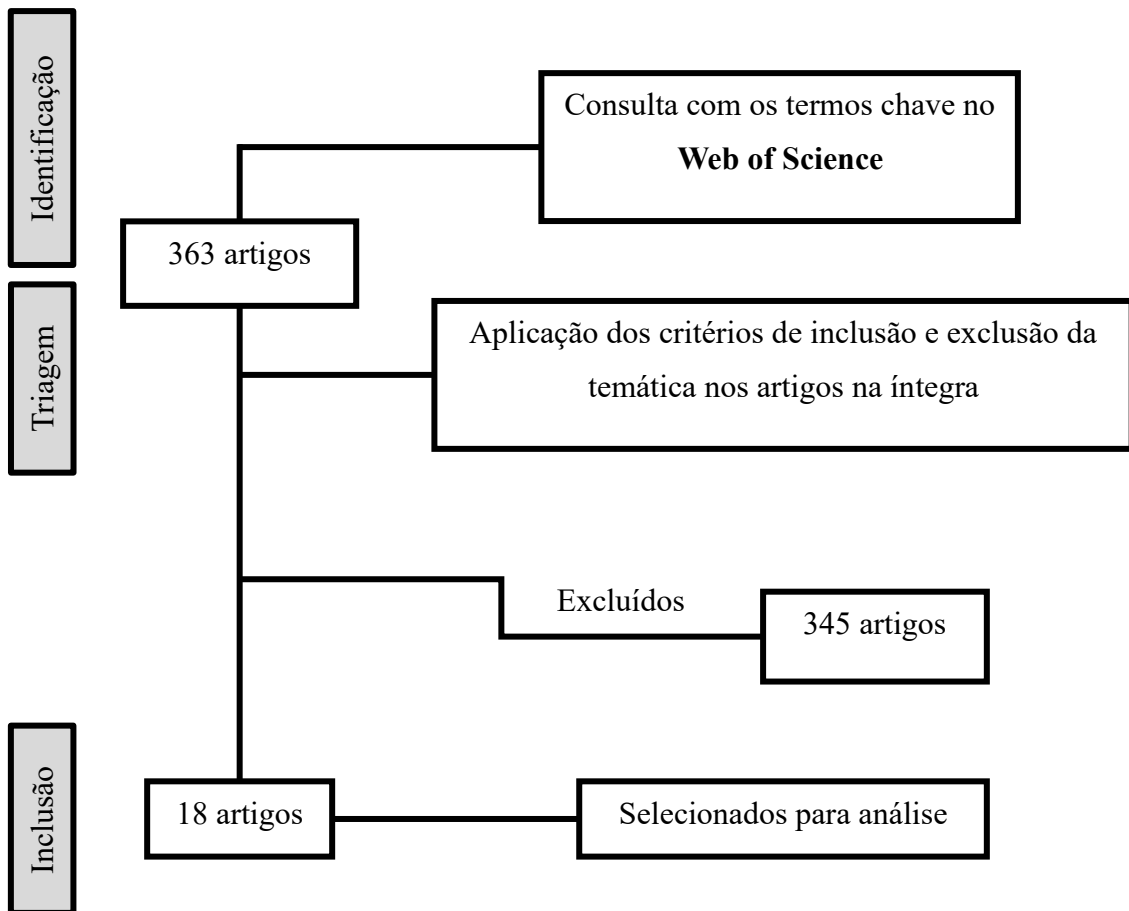 Identificação
Consulta com os termos chave no
Web of Science
363 artigos
Triagem
Aplicação dos critérios de inclusão e exclusão da
temática nos artigos na íntegra
Excluídos
345 artigos
Inclusão
18 artigos
Selecionados para análise